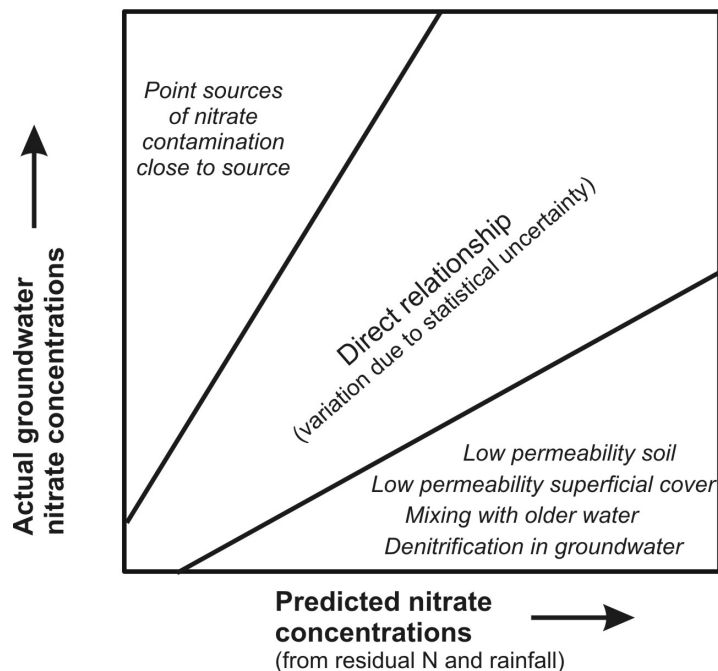 Point sources
of nitrate
contamination
close to source
Actual groundwater
nitrate concentrations
Direct relationship
(variation due to statistical uncertainty)
Low permeability soil
Low permeability superficial cover
Mixing with older water
Denitrification in groundwater
Predicted nitrate
concentrations
(from residual N and rainfall)